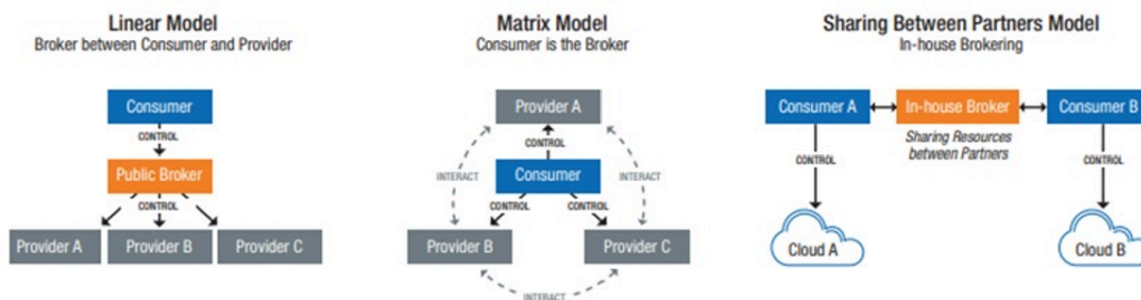 Linear Model
Broker between Consumer and Provider
Consumer
CONTROL
Public Broker
CONTROL
Provider A
Provider B
Provider C
Matrix Model
Consumer is the Broker
Provider A
CONTROL
INTERACT
INTERACT
Consumer
CONTROL
CONTROL
Provider B
Provider C
INTERACT
Sharing Between Partners Model
In-house Brokering
Consumer A
In-house Broker
Consumer B
Sharing Resources
between Partners
CONTROL
CONTROL
Cloud A
Cloud B